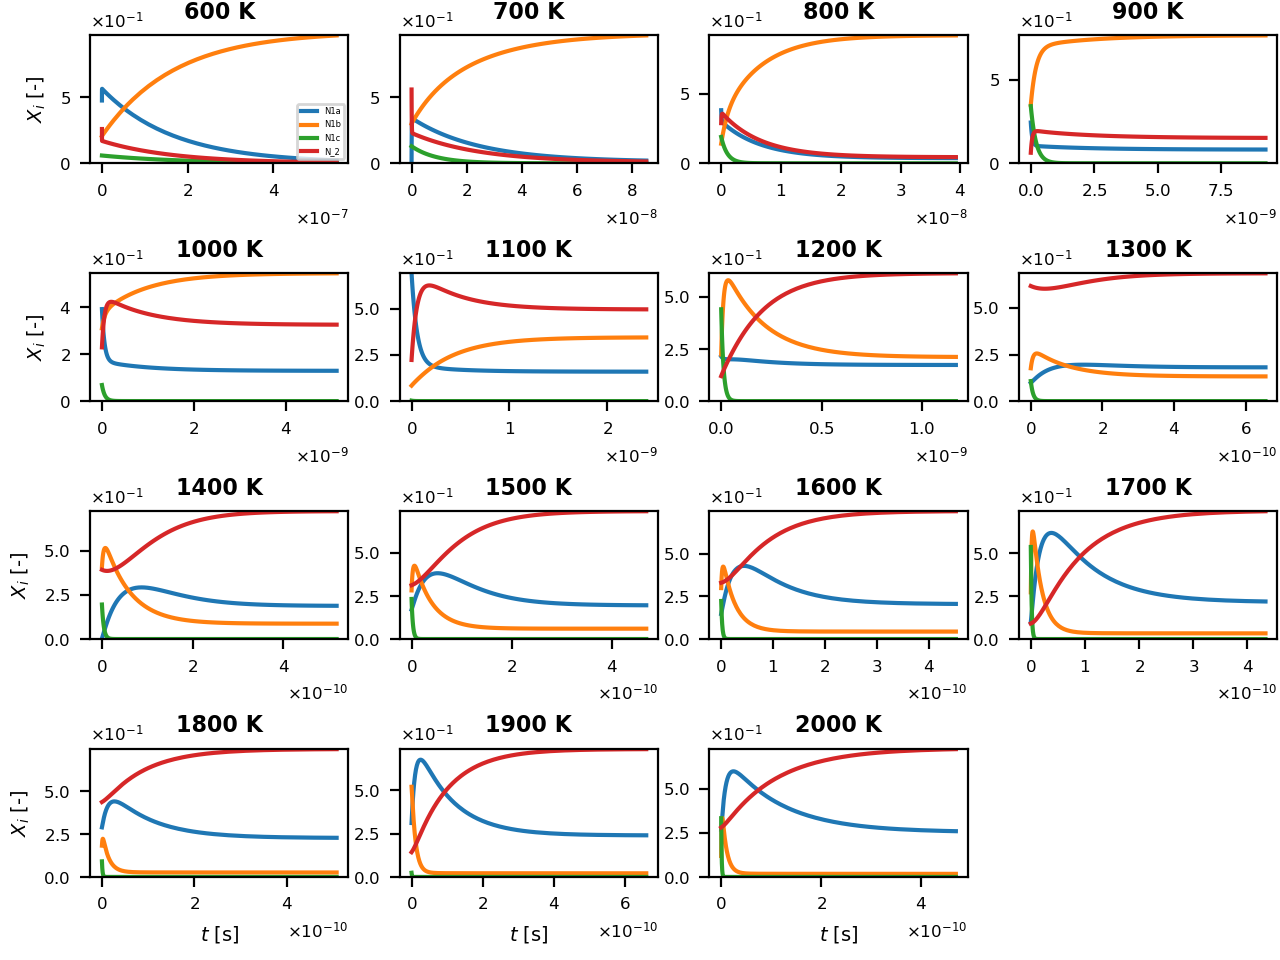 600 K 700 K 800 K 900 K
×10⁻¹ ×10⁻¹ ×10⁻¹ ×10⁻¹
X_i [-]
5 5 5 5
0 0 0 0
N1a
N1b
N1c
N_2
0 2 4 0 2 4 6 8 0 1 2 3 4 0.0 2.5 5.0 7.5
×10⁻⁷ ×10⁻⁸ ×10⁻⁸ ×10⁻⁹
1000 K 1100 K 1200 K 1300 K
×10⁻¹ ×10⁻¹ ×10⁻¹ ×10⁻¹
X_i [-]
4 5.0 5.0 5.0
2 2.5 2.5 2.5
0 0.0 0.0 0.0
0 2 4 0 1 2 0.0 0.5 1.0 0 2 4 6
×10⁻⁹ ×10⁻⁹ ×10⁻⁹ ×10⁻¹⁰
1400 K 1500 K 1600 K 1700 K
×10⁻¹ ×10⁻¹ ×10⁻¹ ×10⁻¹
X_i [-]
5.0 5.0 5.0 5.0
2.5 2.5 2.5 2.5
0.0 0.0 0.0 0.0
0 2 4 0 2 4 0 1 2 3 4 0 1 2 3 4
×10⁻¹⁰ ×10⁻¹⁰ ×10⁻¹⁰ ×10⁻¹⁰
1800 K 1900 K 2000 K
×10⁻¹ ×10⁻¹ ×10⁻¹
X_i [-]
5.0 5.0 5.0
2.5 2.5 2.5
0.0 0.0 0.0
0 2 4 0 2 4 6 0 2 4
t [s] ×10⁻¹⁰ t [s] ×10⁻¹⁰ t [s] ×10⁻¹⁰